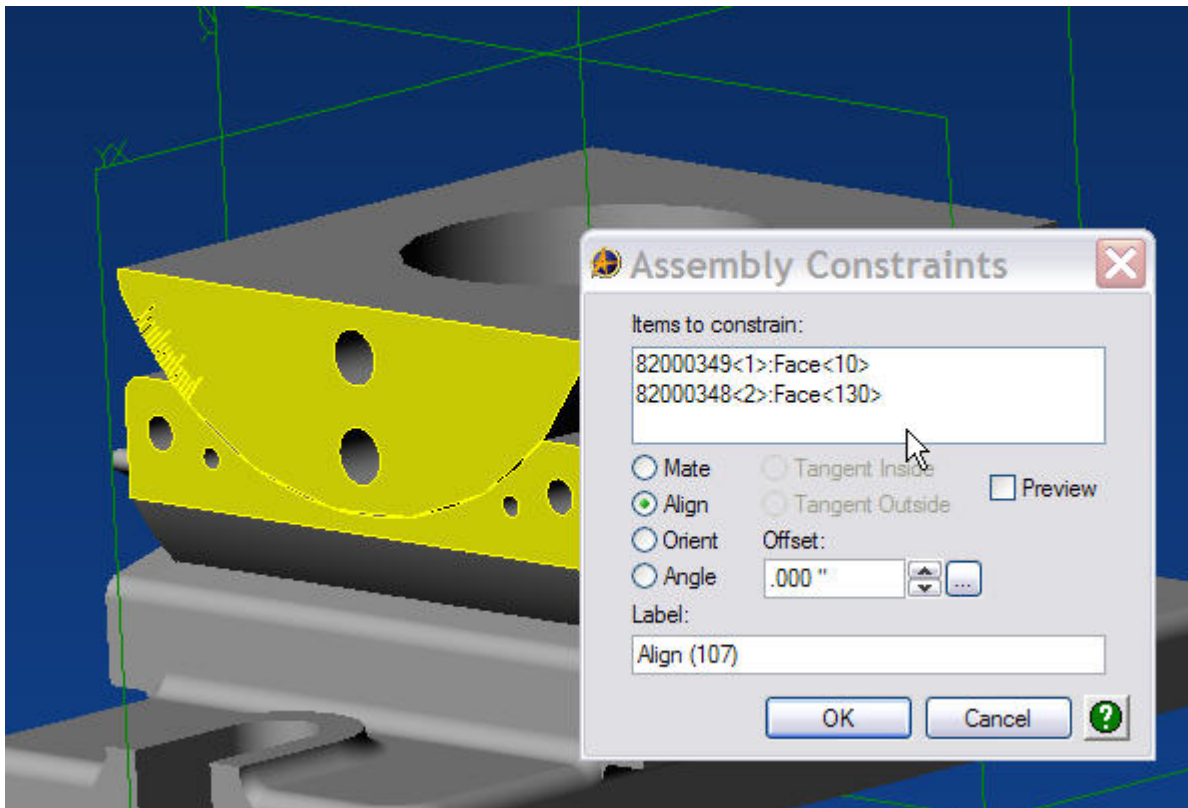 YX
Assembly Constraints
Items to constrain:
82000349<1>:Face<10>
82000348<2>:Face<130>
Mate
Tangent Inside
Preview
Align
Tangent Outside
Orient
Offset:
Angle
.000 "
...
Label:
Align (107)
OK
Cancel
?